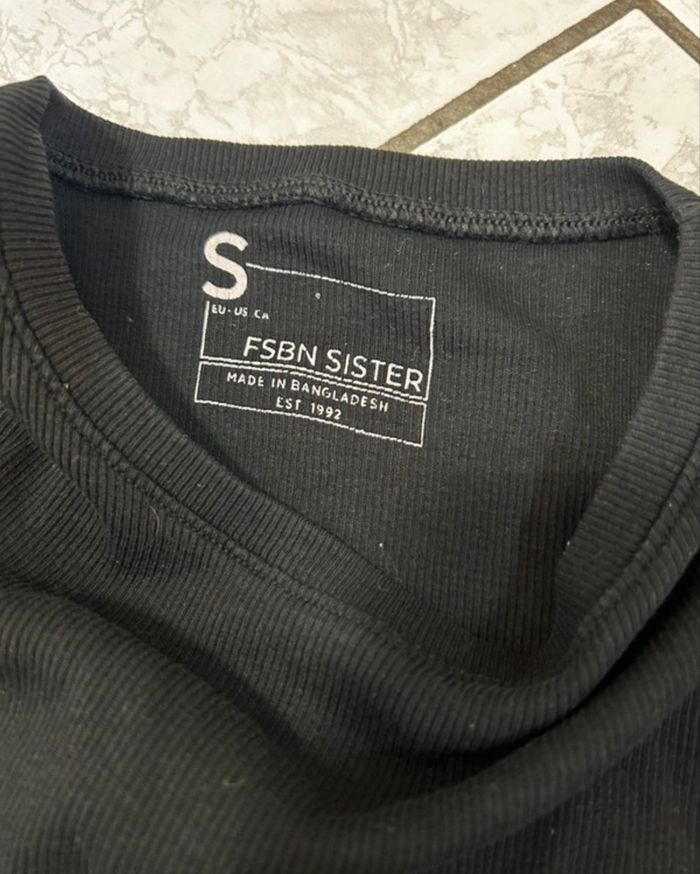 S
EU - US CA
FSBN SISTER
MADE IN BANGLADESH
EST 1992